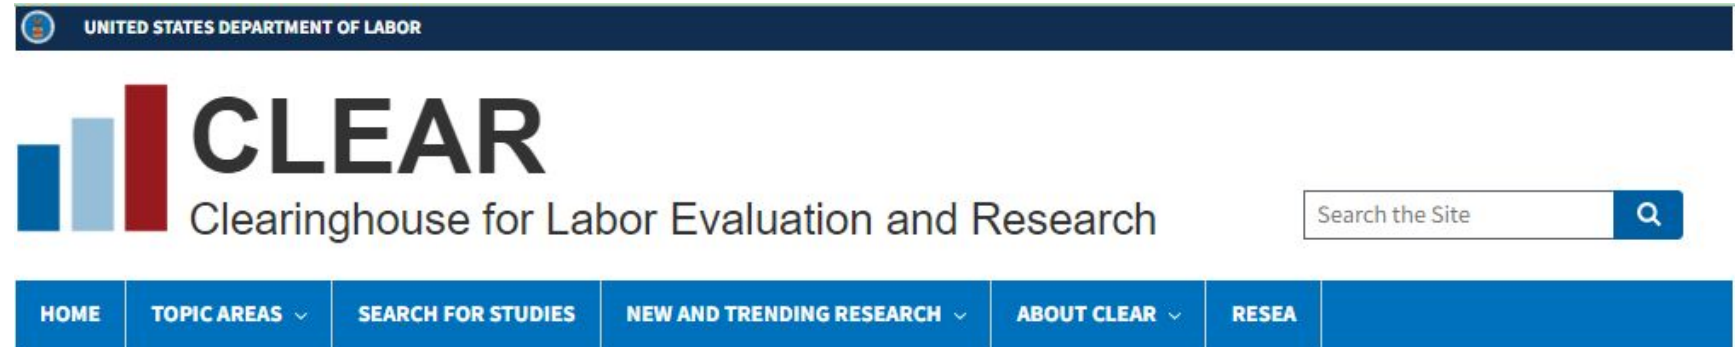 UNITED STATES DEPARTMENT OF LABOR
CLEAR
Clearinghouse for Labor Evaluation and Research
Search the Site
HOME TOPIC AREAS SEARCH FOR STUDIES NEW AND TRENDING RESEARCH ABOUT CLEAR RESEA